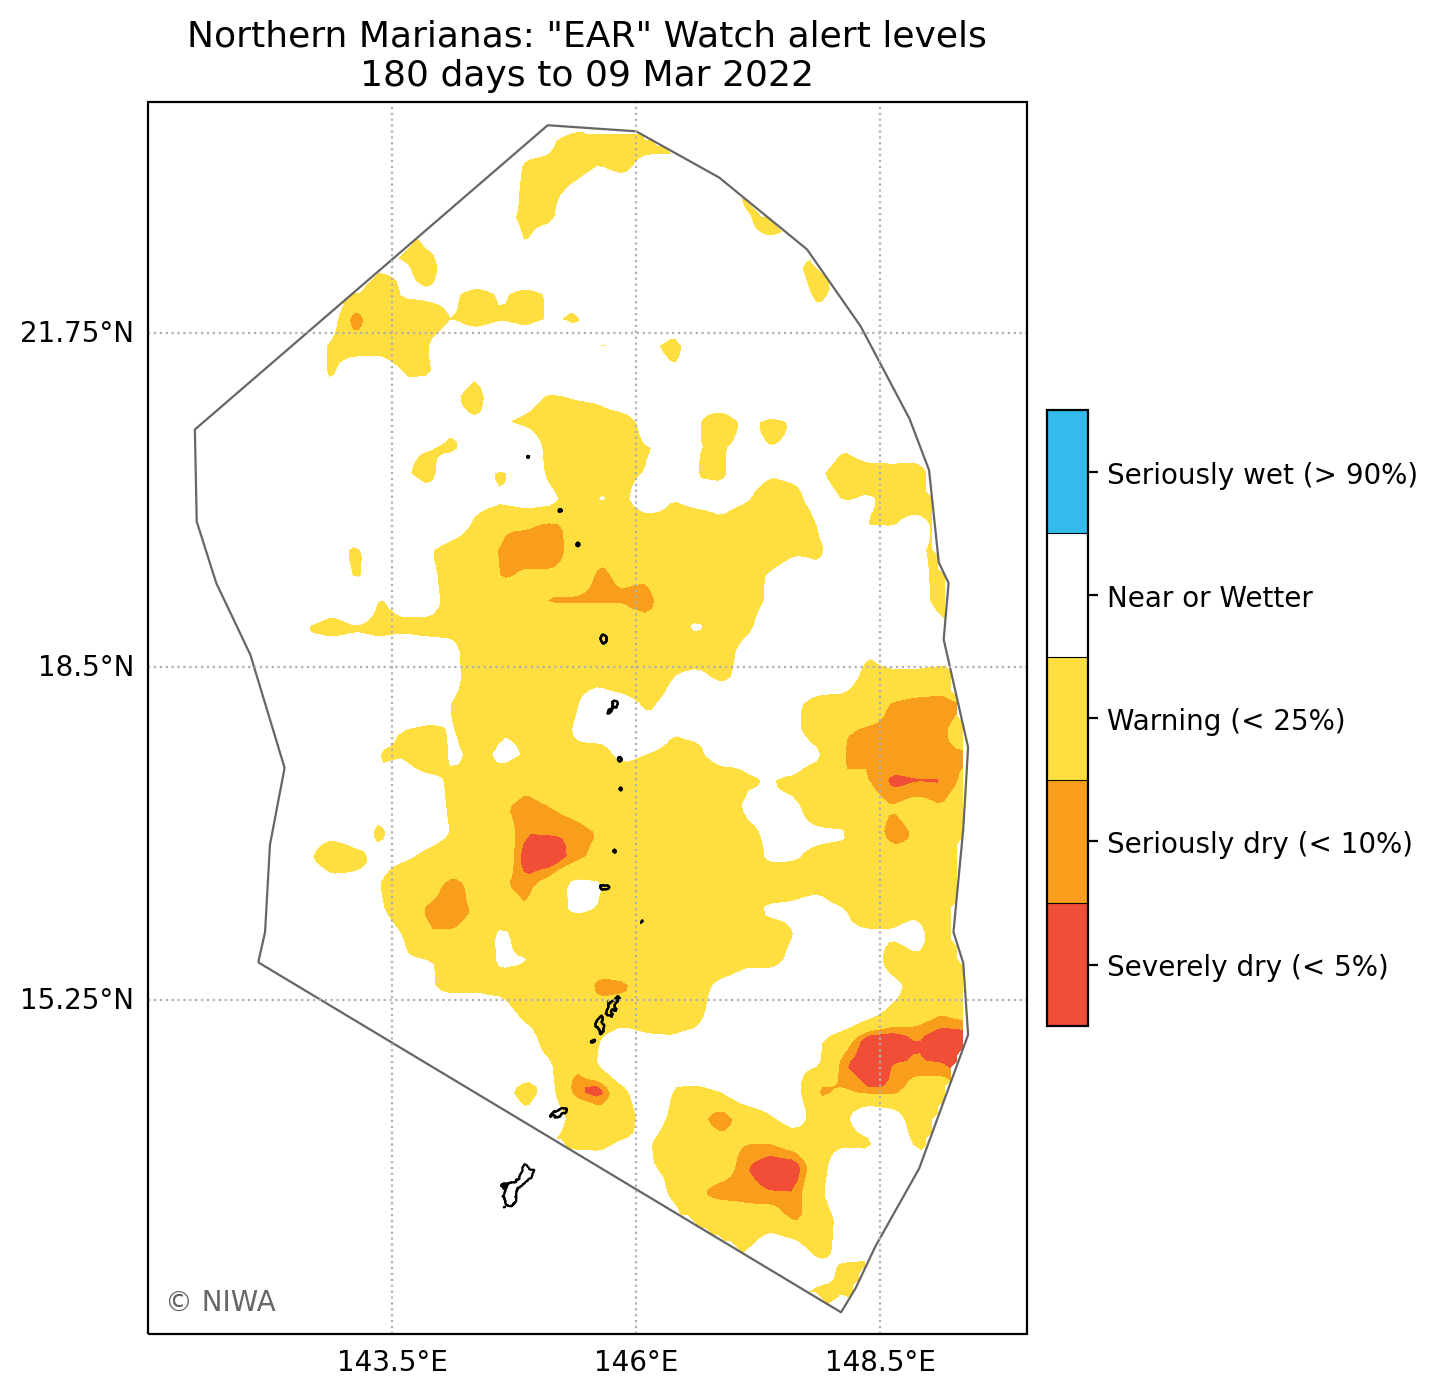 Northern Marianas: "EAR" Watch alert levels
180 days to 09 Mar 2022
21.75°N
18.5°N
15.25°N
143.5°E
146°E
148.5°E
Seriously wet (> 90%)
Near or Wetter
Warning (< 25%)
Seriously dry (< 10%)
Severely dry (< 5%)
© NIWA